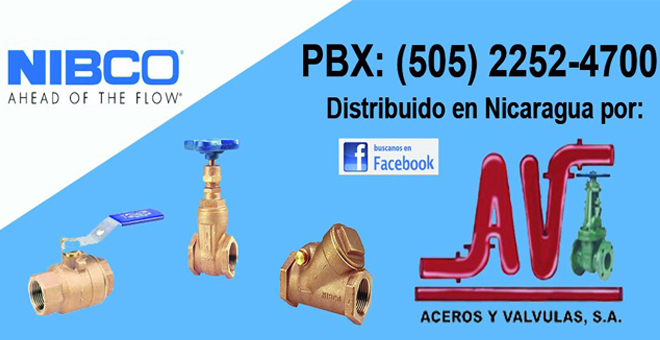 NIBCO®
AHEAD OF THE FLOW®
PBX: (505) 2252-4700
Distribuido en Nicaragua por:
buscanos en
Facebook
AV
NIBCO
ACEROS Y VALVULAS, S.A.